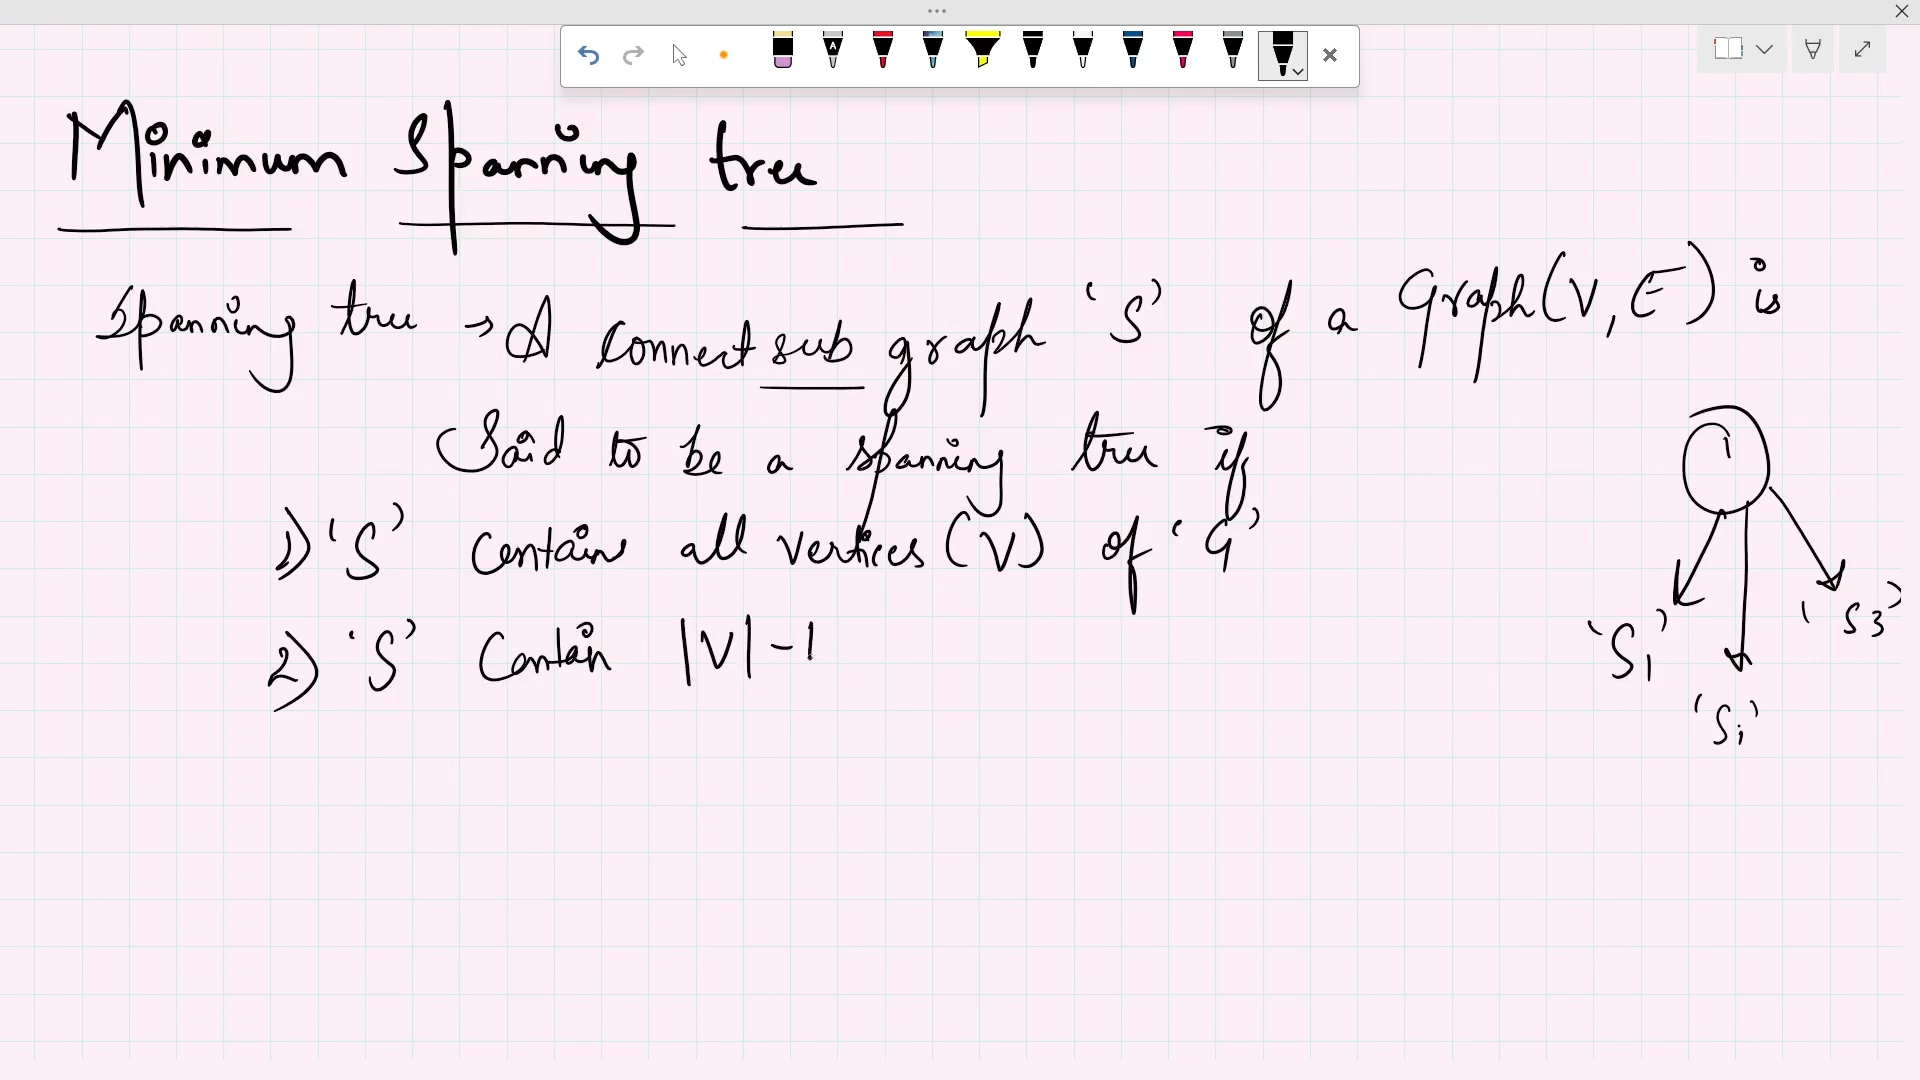 Minimum Spanning tree
Spanning tree → A connect sub graph 'S' of a Graph(V, E) is
Said to be a spanning tree if
1) 'S' Contains all vertices (V) of 'G'
2) 'S' Contain |V| - 1
1
'S1'
'Si'
'S3'